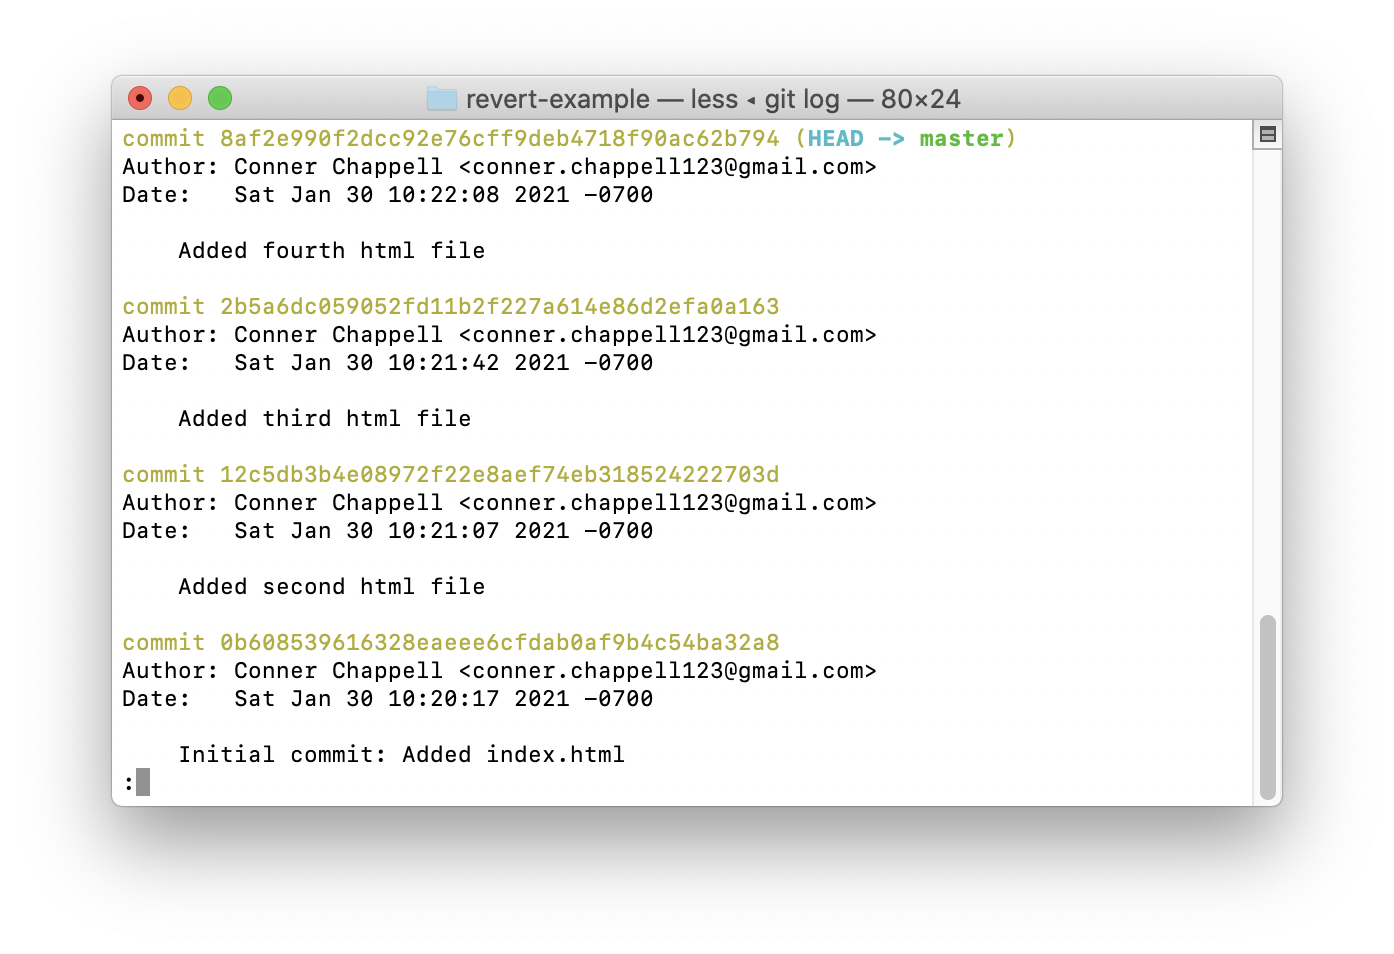 revert-example — less ◂ git log — 80×24
commit 8af2e990f2dcc92e76cff9deb4718f90ac62b794 (HEAD -> master)
Author: Conner Chappell <conner.chappell123@gmail.com>
Date:   Sat Jan 30 10:22:08 2021 -0700
    Added fourth html file
commit 2b5a6dc059052fd11b2f227a614e86d2efa0a163
Author: Conner Chappell <conner.chappell123@gmail.com>
Date:   Sat Jan 30 10:21:42 2021 -0700
    Added third html file
commit 12c5db3b4e08972f22e8aef74eb318524222703d
Author: Conner Chappell <conner.chappell123@gmail.com>
Date:   Sat Jan 30 10:21:07 2021 -0700
    Added second html file
commit 0b608539616328eaeee6cfdab0af9b4c54ba32a8
Author: Conner Chappell <conner.chappell123@gmail.com>
Date:   Sat Jan 30 10:20:17 2021 -0700
    Initial commit: Added index.html
: